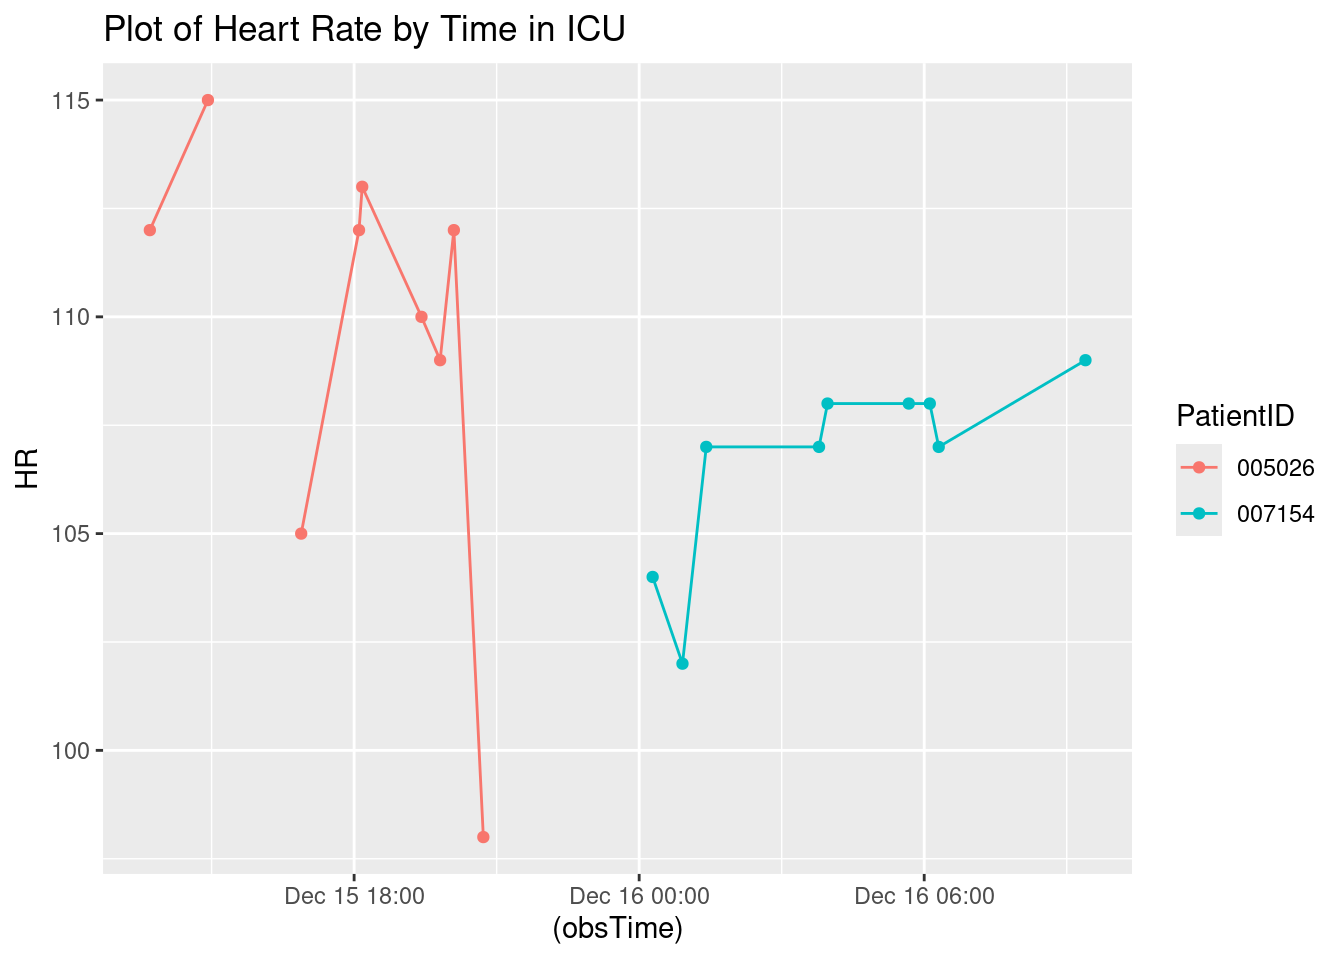 Plot of Heart Rate by Time in ICU
115
110
105
100
HR
Dec 15 18:00
Dec 16 00:00
Dec 16 06:00
(obsTime)
PatientID
005026
007154